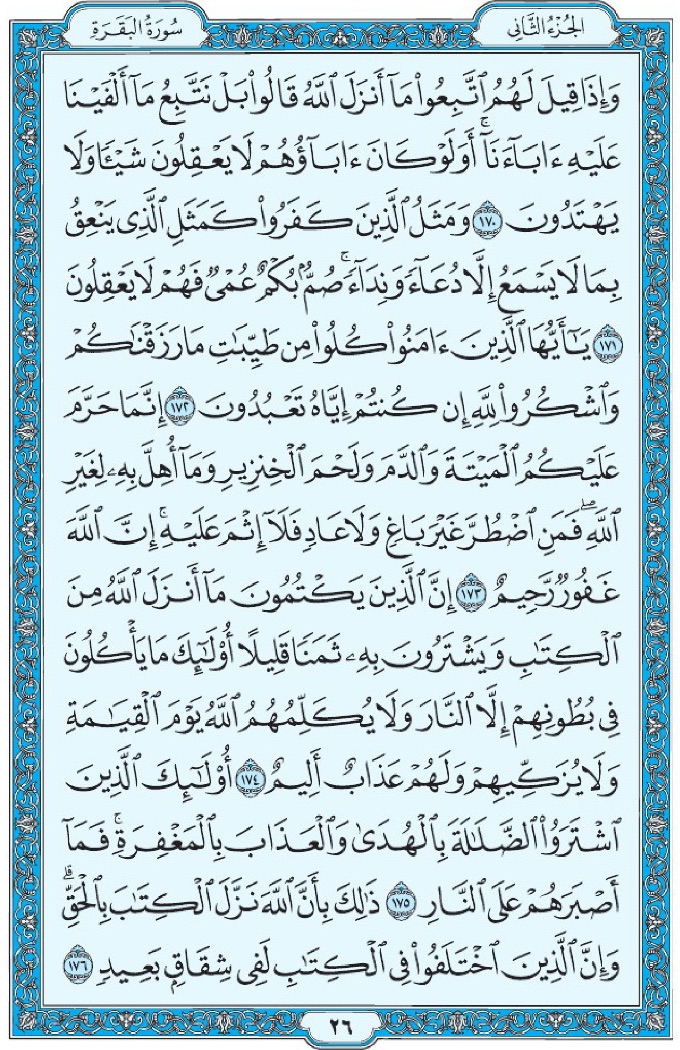 الجُزْءُ الثَّانِي
سُورَةُ الْبَقَرَةِ
وَإِذَا قِيلَ لَهُمُ ٱتَّبِعُوا۟ مَآ أَنزَلَ ٱللَّهُ قَالُوا۟ بَلْ نَتَّبِعُ مَآ أَلْفَيْنَا
عَلَيْهِ ءَابَآءَنَآ ۗ أَوَلَوْ كَانَ ءَابَآؤُهُمْ لَا يَعْقِلُونَ شَيْـًٔا وَلَا
يَهْتَدُونَ ١٧٠ وَمَثَلُ ٱلَّذِينَ كَفَرُوا۟ كَمَثَلِ ٱلَّذِى يَنْعِقُ
بِمَا لَا يَسْمَعُ إِلَّا دُعَآءً وَنِدَآءً ۚ صُمٌّۢ بُكْمٌ عُمْىٌ فَهُمْ لَا يَعْقِلُونَ
١٧١ يَـٰٓأَيُّهَا ٱلَّذِينَ ءَامَنُوا۟ كُلُوا۟ مِن طَيِّبَـٰتِ مَا رَزَقْنَـٰكُمْ
وَٱشْكُرُوا۟ لِلَّهِ إِن كُنتُمْ إِيَّاهُ تَعْبُدُونَ ١٧٢ إِنَّمَا حَرَّمَ
عَلَيْكُمُ ٱلْمَيْتَةَ وَٱلدَّمَ وَلَحْمَ ٱلْخِنزِيرِ وَمَآ أُهِلَّ بِهِۦ لِغَيْرِ
ٱللَّهِ ۖ فَمَنِ ٱضْطُرَّ غَيْرَ بَاغٍ وَلَا عَادٍ فَلَآ إِثْمَ عَلَيْهِ ۚ إِنَّ ٱللَّهَ
غَفُورٌ رَّحِيمٌ ١٧٣ إِنَّ ٱلَّذِينَ يَكْتُمُونَ مَآ أَنزَلَ ٱللَّهُ مِنَ
ٱلْكِتَـٰبِ وَيَشْتَرُونَ بِهِۦ ثَمَنًا قَلِيلًا أُو۟لَـٰٓئِكَ مَا يَأْكُلُونَ
فِى بُطُونِهِمْ إِلَّا ٱلنَّارَ وَلَا يُكَلِّمُهُمُ ٱللَّهُ يَوْمَ ٱلْقِيَـٰمَةِ
وَلَا يُزَكِّيهِمْ وَلَهُمْ عَذَابٌ أَلِيمٌ ١٧٤ أُو۟لَـٰٓئِكَ ٱلَّذِينَ
ٱشْتَرَوُا۟ ٱلضَّلَـٰلَةَ بِٱلْهُدَىٰ وَٱلْعَذَابَ بِٱلْمَغْفِرَةِ ۚ فَمَآ
أَصْبَرَهُمْ عَلَى ٱلنَّارِ ١٧٥ ذَٰلِكَ بِأَنَّ ٱللَّهَ نَزَّلَ ٱلْكِتَـٰبَ بِٱلْحَقِّ ۗ
وَإِنَّ ٱلَّذِينَ ٱخْتَلَفُوا۟ فِى ٱلْكِتَـٰبِ لَفِى شِقَاقٍۭ بَعِيدٍ ١٧٦
٢٦